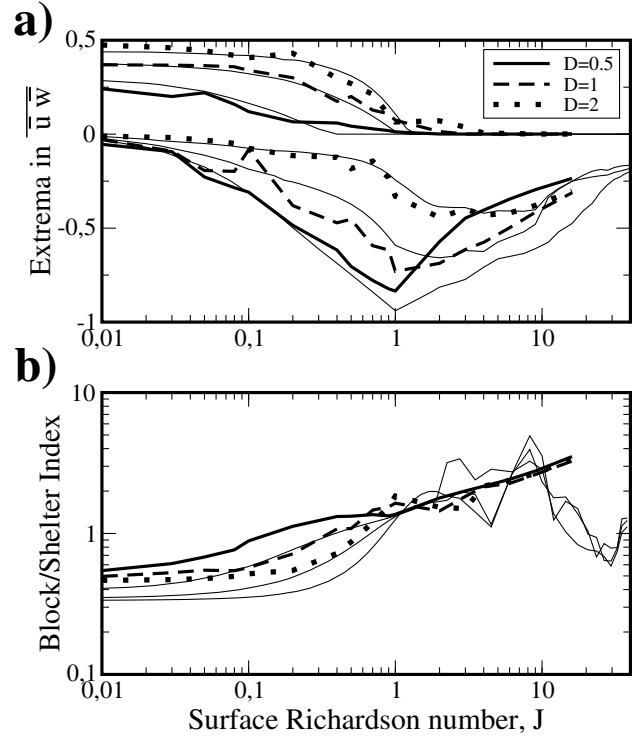 a)
Extrema in u w
0,5
0
-0,5
-1
D=0.5
D=1
D=2
0,01
0,1
1
10
b)
Block/Shelter Index
10
1
0,1
0,01
0,1
1
10
Surface Richardson number, J